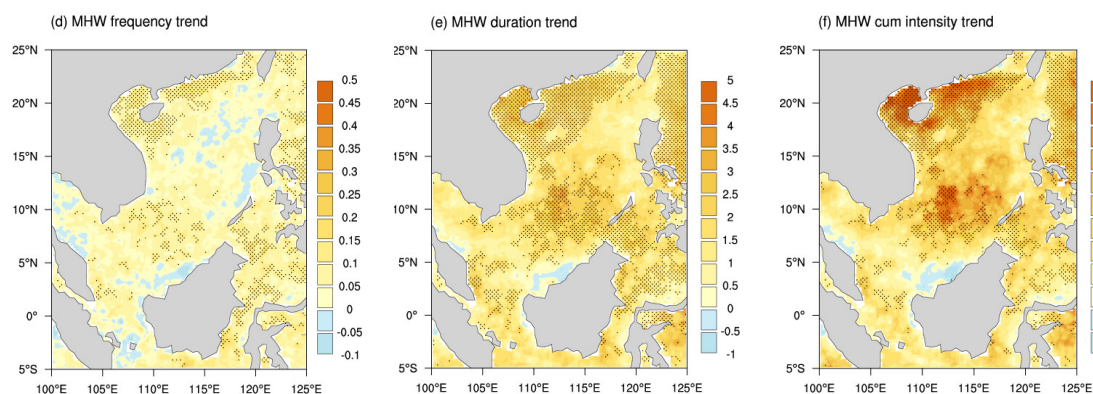 (d) MHW frequency trend
25°N
20°N
15°N
10°N
5°N
0°
5°S
100°E 105°E 110°E 115°E 120°E 125°E
0.5
0.45
0.4
0.35
0.3
0.25
0.2
0.15
0.1
0.05
0
-0.05
-0.1
(e) MHW duration trend
25°N
20°N
15°N
10°N
5°N
0°
5°S
100°E 105°E 110°E 115°E 120°E 125°E
5
4.5
4
3.5
3
2.5
2
1.5
1
0.5
0
-0.5
-1
(f) MHW cum intensity trend
25°N
20°N
15°N
10°N
5°N
0°
5°S
100°E 105°E 110°E 115°E 120°E 125°E